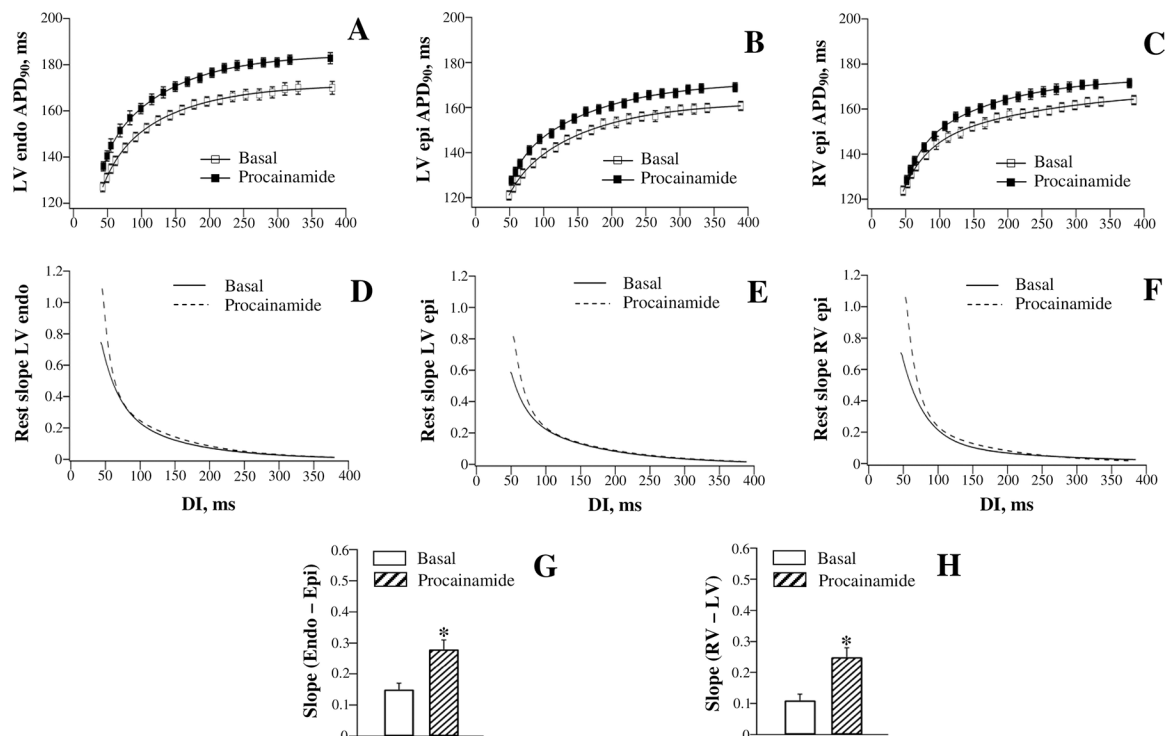 A
LV endo APD90, ms
200
180
160
140
120
Basal
Procainamide
0 50 100 150 200 250 300 350 400
B
LV epi APD90, ms
200
180
160
140
120
Basal
Procainamide
0 50 100 150 200 250 300 350 400
C
RV epi APD90, ms
200
180
160
140
120
Basal
Procainamide
0 50 100 150 200 250 300 350 400
D
Rest slope LV endo
1.2
1.0
0.8
0.6
0.4
0.2
0
Basal
Procainamide
0 50 100 150 200 250 300 350 400
DI, ms
E
Rest slope LV epi
1.2
1.0
0.8
0.6
0.4
0.2
0
Basal
Procainamide
0 50 100 150 200 250 300 350 400
DI, ms
F
Rest slope RV epi
1.2
1.0
0.8
0.6
0.4
0.2
0
Basal
Procainamide
0 50 100 150 200 250 300 350 400
DI, ms
G
Slope (Endo – Epi)
0.6
0.5
0.4
0.3
0.2
0.1
0
Basal
Procainamide
*
H
Slope (RV – LV)
0.6
0.5
0.4
0.3
0.2
0.1
0
Basal
Procainamide
*